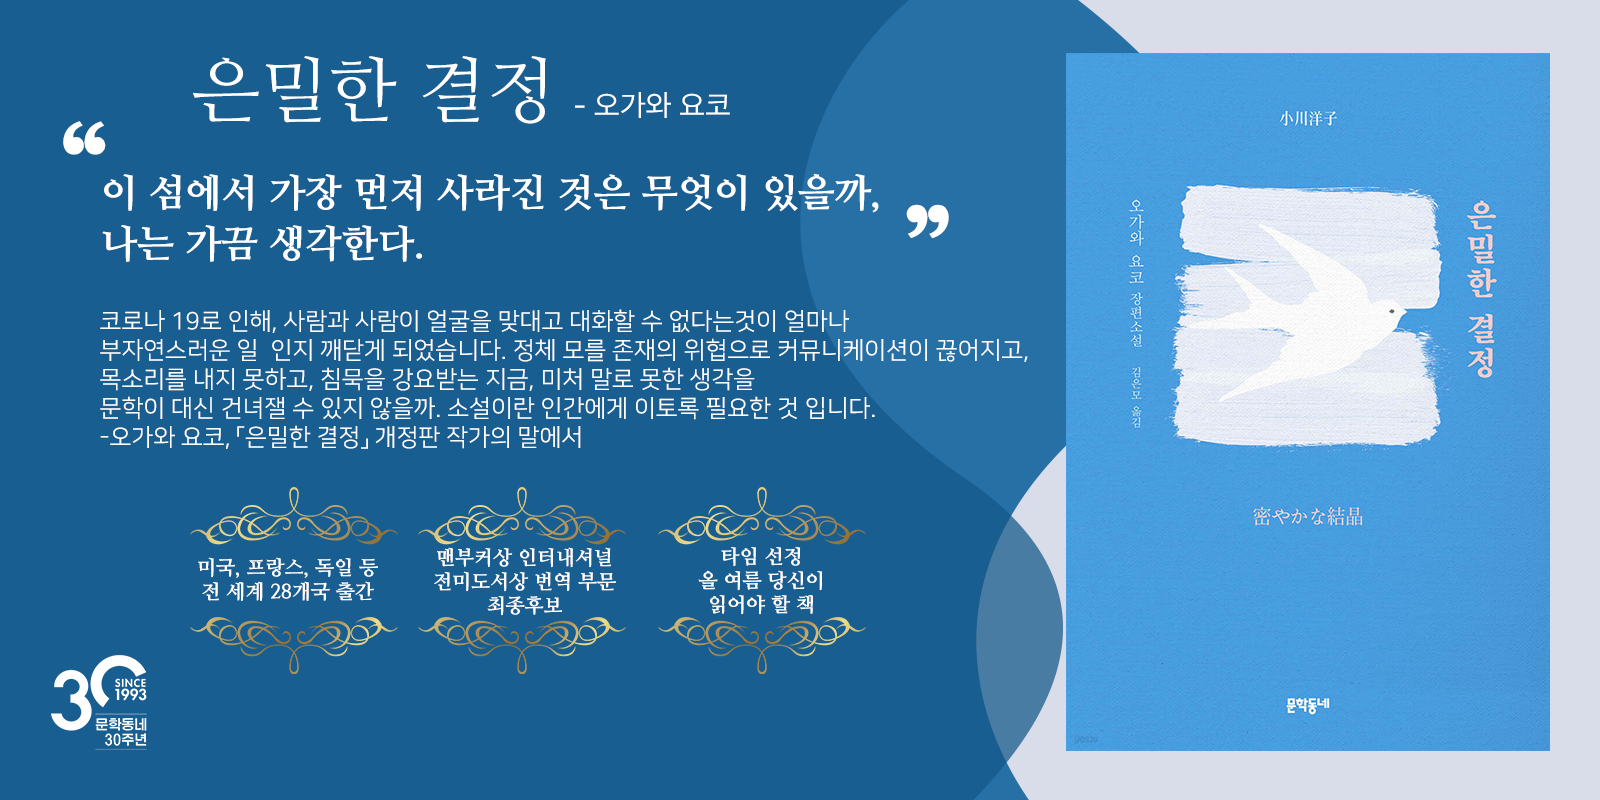 은밀한 결정 - 오가와 요코
“
이 섬에서 가장 먼저 사라진 것은 무엇이 있을까,
나는 가끔 생각한다.
”
코로나 19로 인해, 사람과 사람이 얼굴을 맞대고 대화할 수 없다는것이 얼마나
부자연스러운 일  인지 깨닫게 되었습니다. 정체 모를 존재의 위협으로 커뮤니케이션이 끊어지고,
목소리를 내지 못하고, 침묵을 강요받는 지금, 미처 말로 못한 생각을
문학이 대신 건녀잴 수 있지 않을까. 소설이란 인간에게 이토록 필요한 것 입니다.
-오가와 요코, 「은밀한 결정」 개정판 작가의 말에서
미국, 프랑스, 독일 등
전 세계 28개국 출간
맨부커상 인터내셔널
전미도서상 번역 부문
최종후보
타임 선정
올 여름 당신이
읽어야 할 책
30
SINCE
1993
문학동네
30주년
小川洋子
오가와 요코 장편소설 김은모 옮김
은밀한 결정
密やかな結晶
문학동네